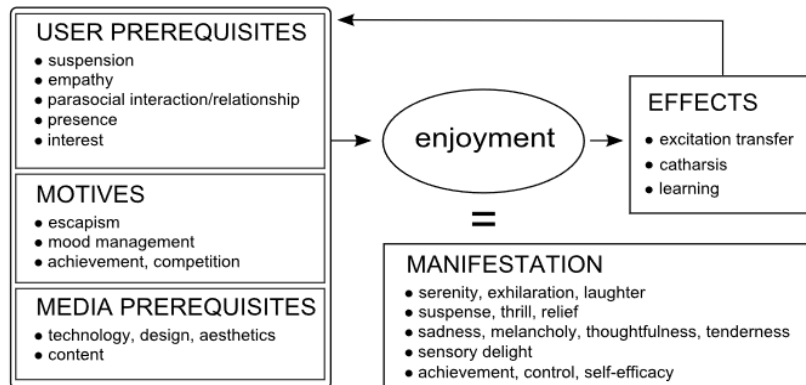 USER PREREQUISITES
● suspension
● empathy
● parasocial interaction/relationship
● presence
● interest
MOTIVES
● escapism
● mood management
● achievement, competition
MEDIA PREREQUISITES
● technology, design, aesthetics
● content
enjoyment
=
MANIFESTATION
● serenity, exhilaration, laughter
● suspense, thrill, relief
● sadness, melancholy, thoughtfulness, tenderness
● sensory delight
● achievement, control, self-efficacy
EFFECTS
● excitation transfer
● catharsis
● learning